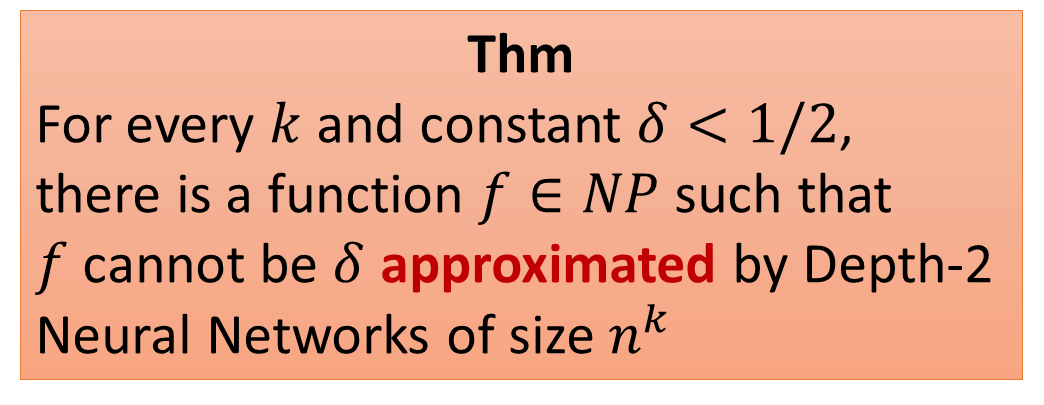 Thm
For every k and constant δ < 1/2,
there is a function f ∈ NP such that
f cannot be δ approximated by Depth-2
Neural Networks of size n^k